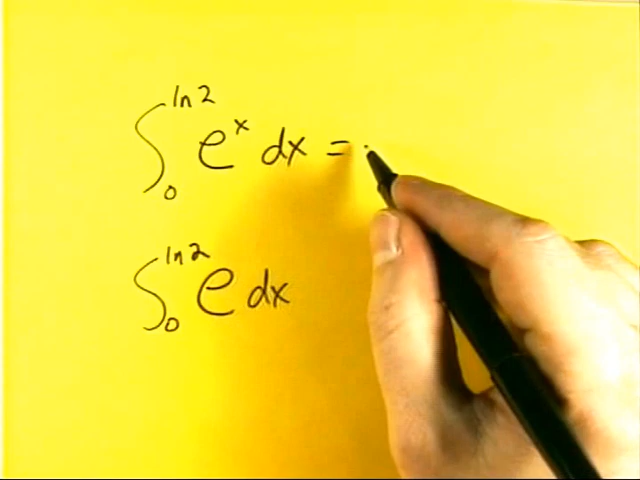 ∫₀^{ln 2} e^x dx =
∫₀^{ln 2} e dx